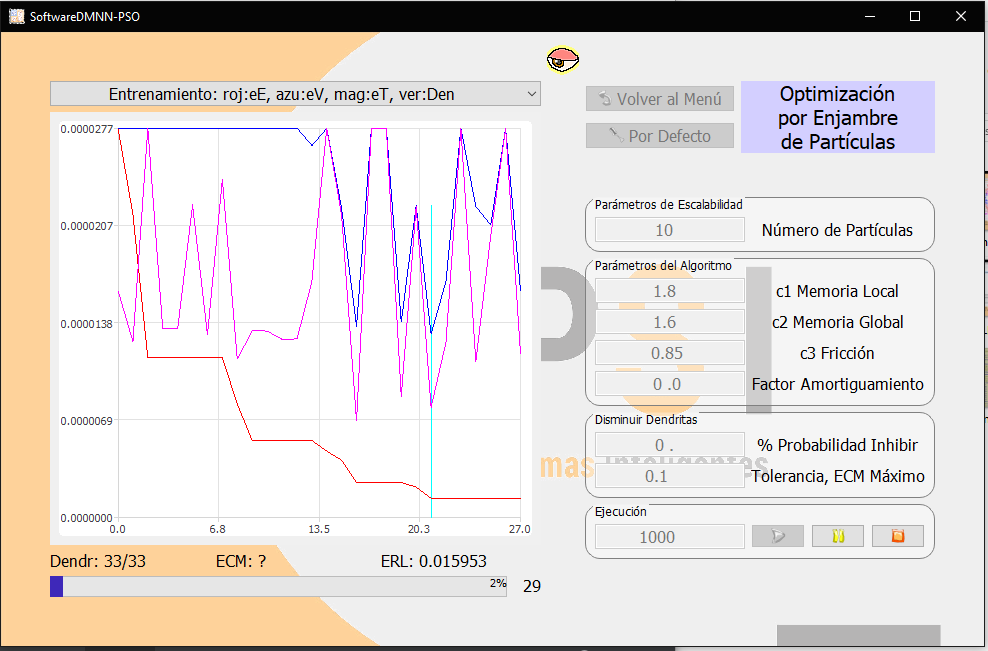 SoftwareDMNN-PSO
Entrenamiento: roj:eE, azu:eV, mag:eT, ver:Den
Volver al Menú
Por Defecto
Optimización
por Enjambre
de Partículas
0.0000277
0.0000207
0.0000138
0.0000069
0.0000000
0.0 6.8 13.5 20.3 27.0
Parámetros de Escalabilidad
10 Número de Partículas
Parámetros del Algoritmo
1.8 c1 Memoria Local
1.6 c2 Memoria Global
0.85 c3 Fricción
0 .0 Factor Amortiguamiento
Disminuir Dendritas
0 . % Probabilidad Inhibir
0.1 Tolerancia, ECM Máximo
Ejecución
1000
Dendr: 33/33 ECM: ? ERL: 0.015953
2% 29